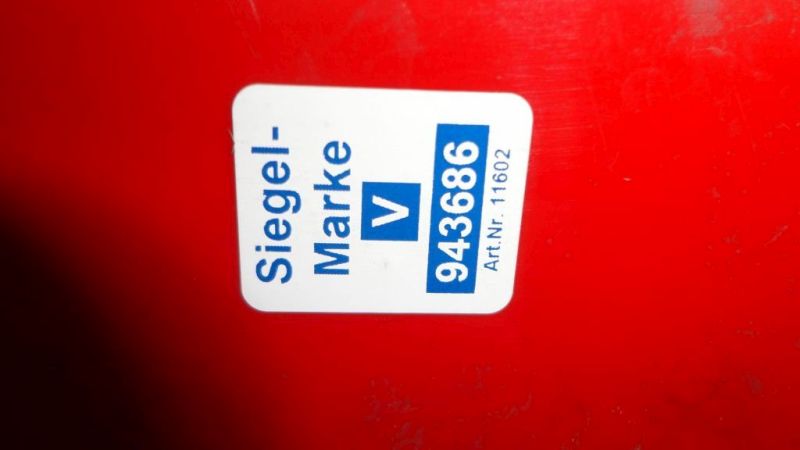 Siegel-
Marke
V
943686
Art.Nr. 11602